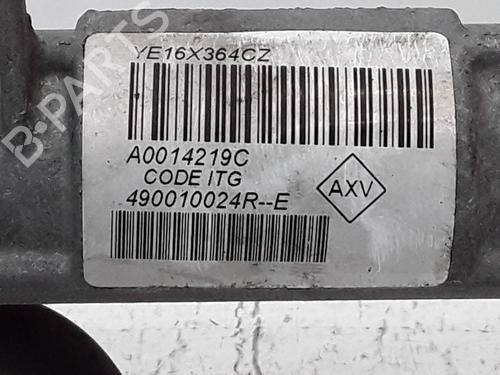 B-PARTS
YE16X364CZ
A0014219C
CODE ITG
490010024R--E
AXV